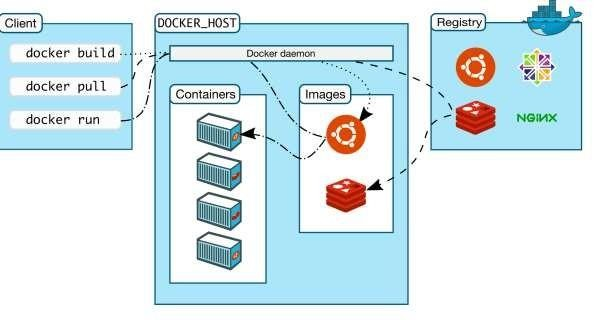 Client
docker build
docker pull
docker run
DOCKER_HOST
Docker daemon
Containers
Images
Registry
NGINX